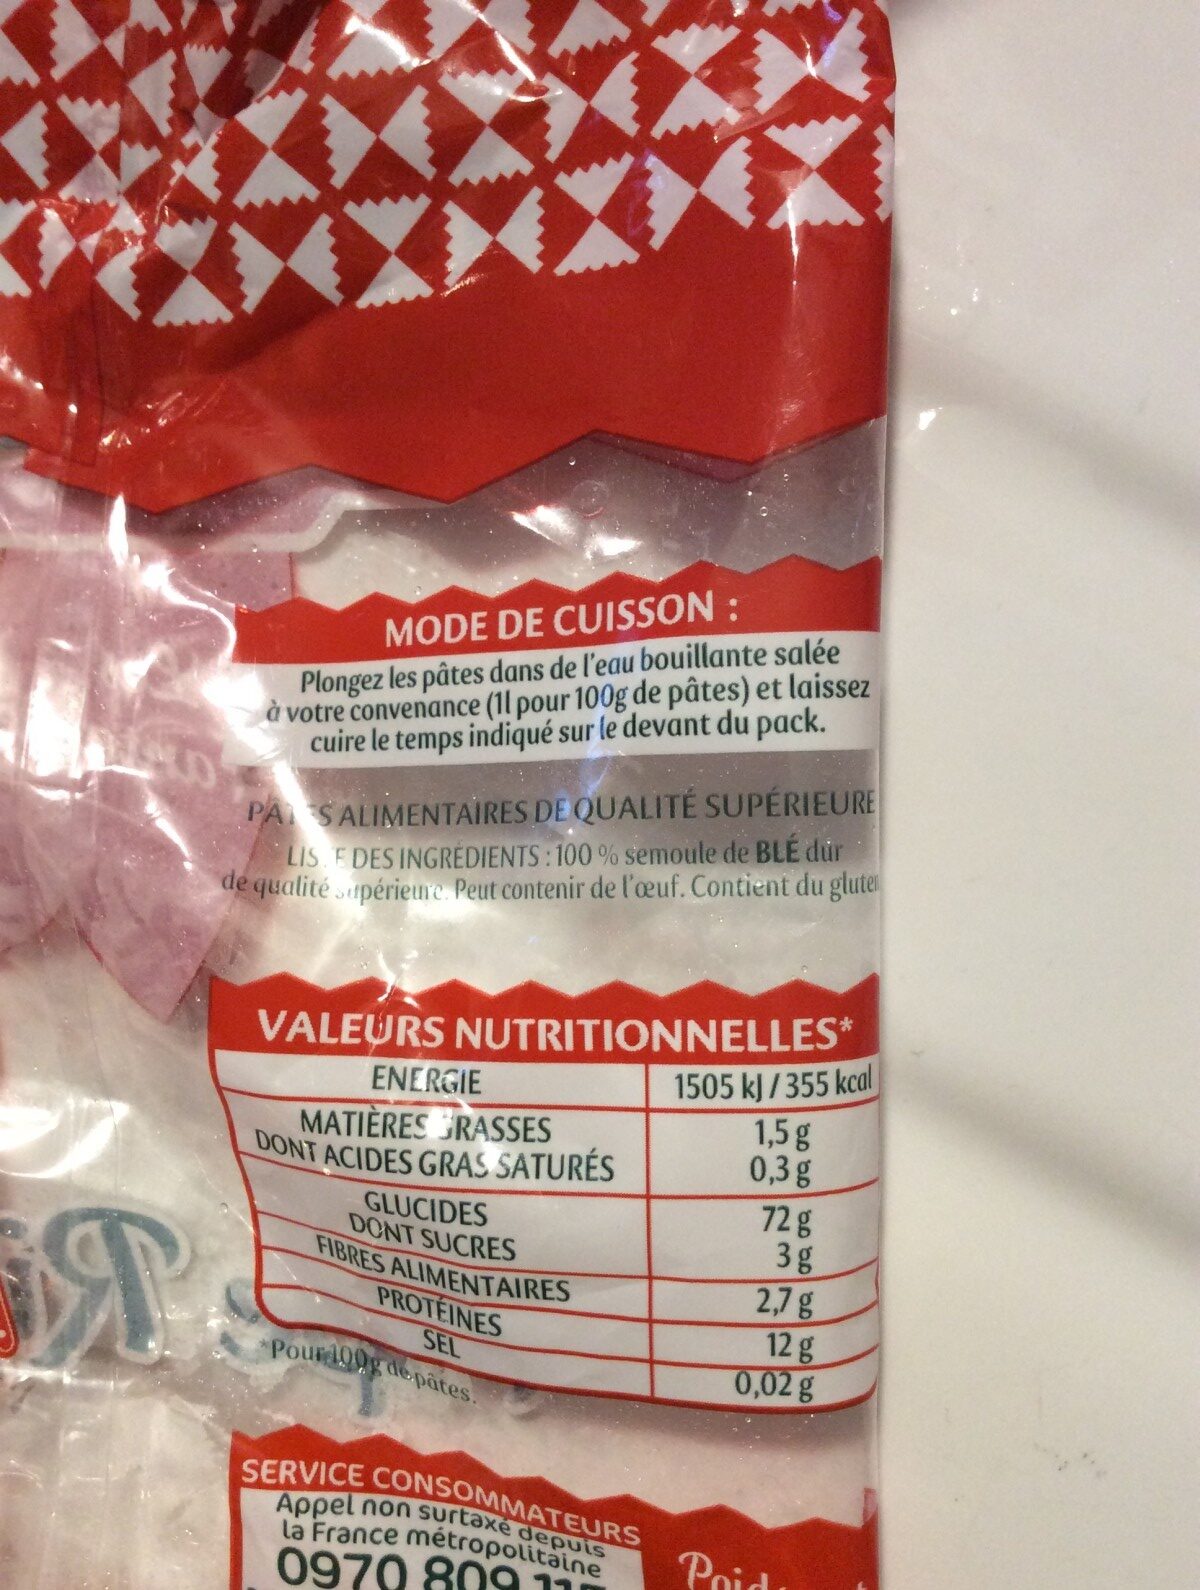 MODE DE CUISSON :
Plongez les pâtes dans de l'eau bouillante salée
à votre convenance (1l pour 100g de pâtes) et laissez
cuire le temps indiqué sur le devant du pack.
PÂTES ALIMENTAIRES DE QUALITÉ SUPÉRIEURE
LISTE DES INGRÉDIENTS : 100 % semoule de BLÉ dur
de qualité supérieure. Peut contenir de l'œuf. Contient du gluten
VALEURS NUTRITIONNELLES*
ENERGIE 1505 kJ / 355 kcal
MATIÈRES GRASSES 1,5 g
DONT ACIDES GRAS SATURÉS 0,3 g
GLUCIDES 72 g
DONT SUCRES 3 g
FIBRES ALIMENTAIRES 2,7 g
PROTÉINES 12 g
SEL 0,02 g
*Pour 100g de pâtes.
SERVICE CONSOMMATEURS
Appel non surtaxé depuis
la France métropolitaine
0970 809